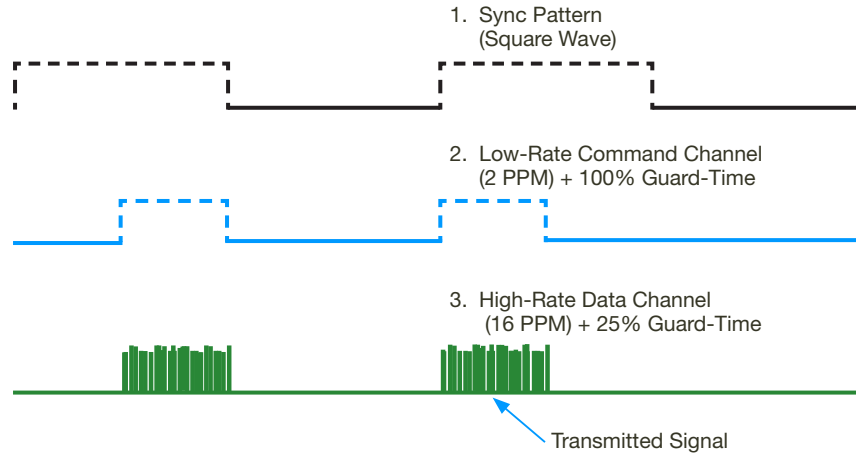 1. Sync Pattern
(Square Wave)
2. Low-Rate Command Channel
(2 PPM) + 100% Guard-Time
3. High-Rate Data Channel
(16 PPM) + 25% Guard-Time
Transmitted Signal